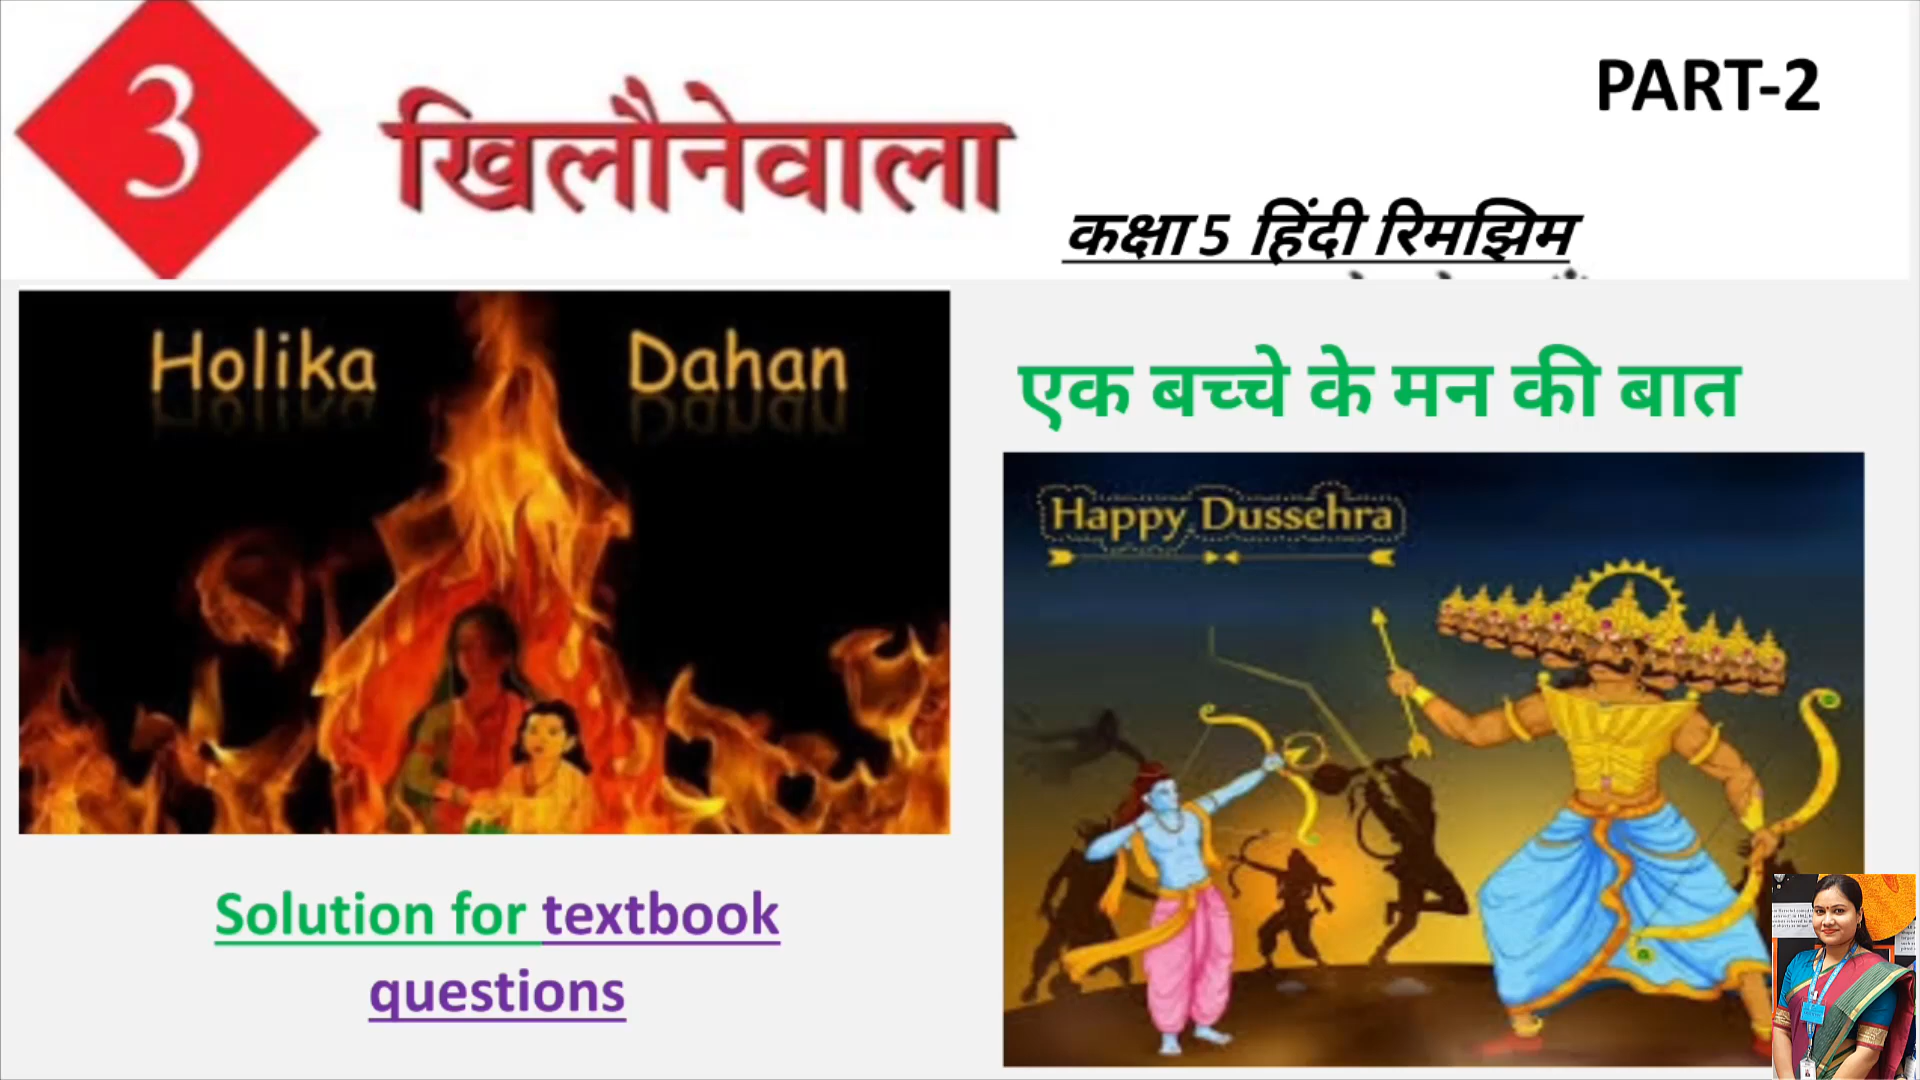 3
खिलौनेवाला
PART-2
कक्षा 5 हिंदी रिमझिम
Holika Dahan
एक बच्चे के मन की बात
Happy Dussehra
Solution for textbook
questions